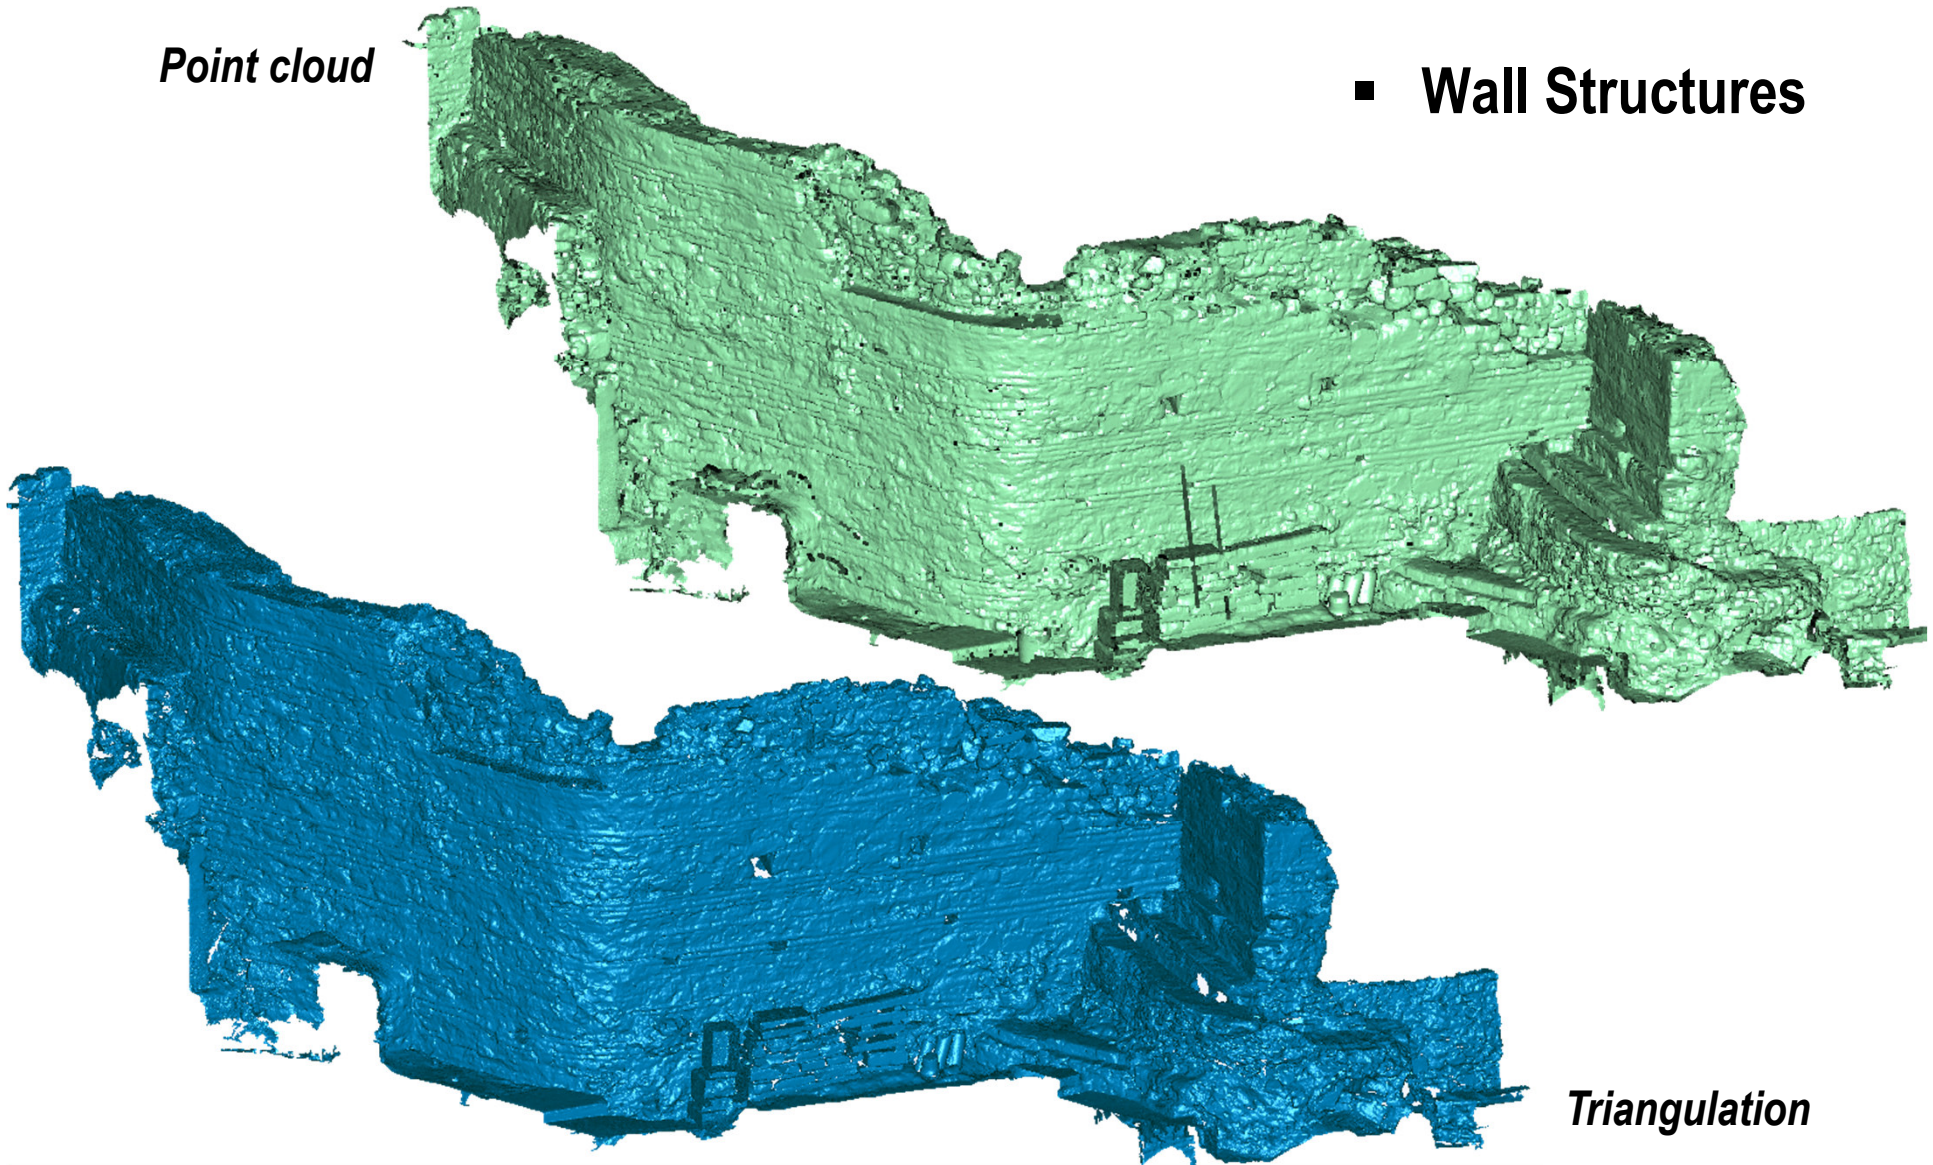 Point cloud
▪ Wall Structures
Triangulation